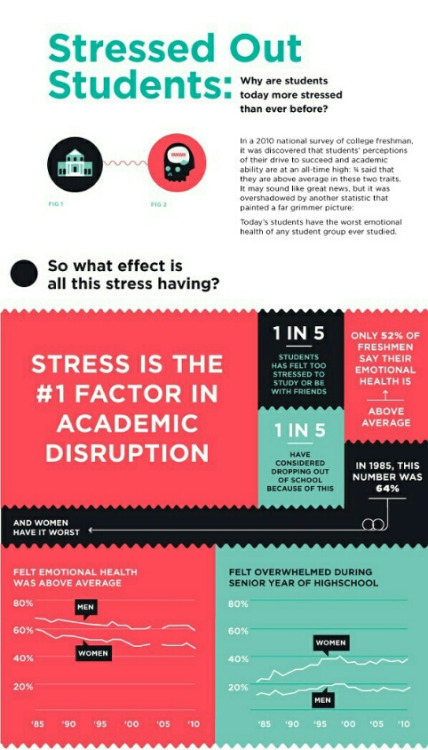 Stressed Out
Students:
Why are students
today more stressed
than ever before?
In a 2010 national survey of college freshman,
it was discovered that students' perceptions
of their drive to succeed and academic
ability are at an all-time high: ¾ said that
they are above average in these two traits.
It may sound like great news, but it was
overshadowed by another statistic that
painted a far grimmer picture:
Today's students have the worst emotional
health of any student group ever studied.
FIG 1
FIG 2
So what effect is
all this stress having?
STRESS IS THE
#1 FACTOR IN
ACADEMIC
DISRUPTION
1 IN 5
STUDENTS
HAS FELT TOO
STRESSED TO
STUDY OR BE
WITH FRIENDS
ONLY 52% OF
FRESHMEN
SAY THEIR
EMOTIONAL
HEALTH IS
ABOVE
AVERAGE
1 IN 5
HAVE
CONSIDERED
DROPPING OUT
OF SCHOOL
BECAUSE OF THIS
IN 1985, THIS
NUMBER WAS
64%
AND WOMEN
HAVE IT WORST
FELT EMOTIONAL HEALTH
WAS ABOVE AVERAGE
80%
MEN
60%
WOMEN
40%
20%
'85 '90 '95 '00 '05 '10
FELT OVERWHELMED DURING
SENIOR YEAR OF HIGHSCHOOL
80%
60%
WOMEN
40%
20%
MEN
'85 '90 '95 '00 '05 '10